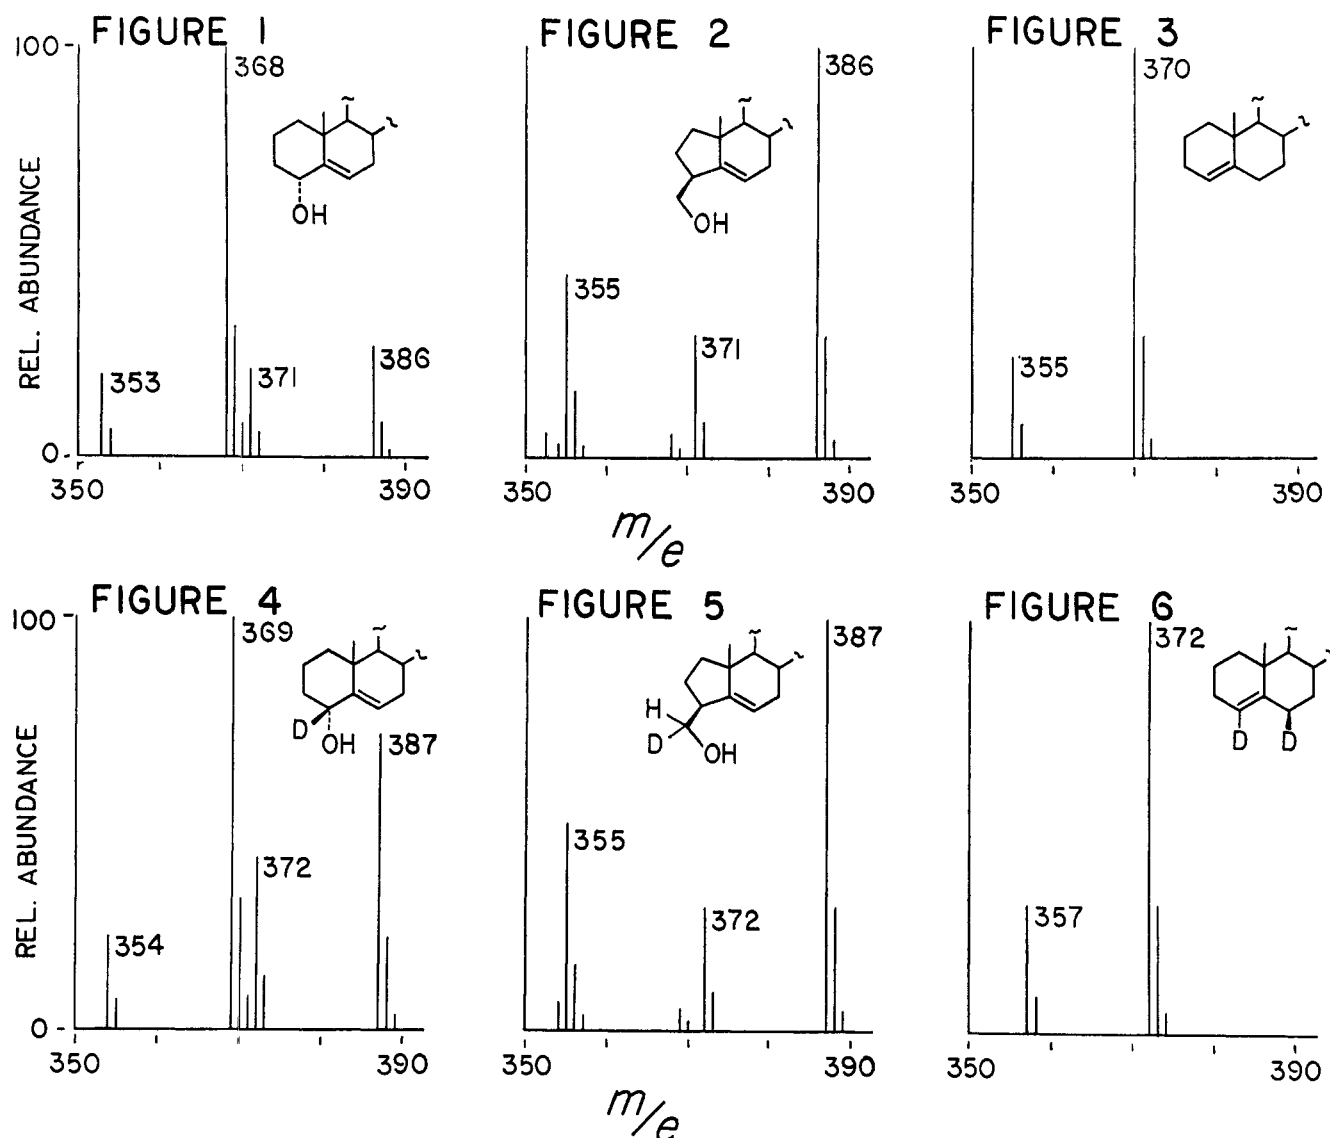 FIGURE 1
FIGURE 2
FIGURE 3
REL. ABUNDANCE
100
0
368
353
371
386
OH
350
390
386
355
371
OH
350
390
370
355
350
390
m/e
FIGURE 4
FIGURE 5
FIGURE 6
REL. ABUNDANCE
100
0
369
354
372
387
D
OH
350
390
387
355
372
H
D
OH
350
390
372
357
D
D
350
390
m/e